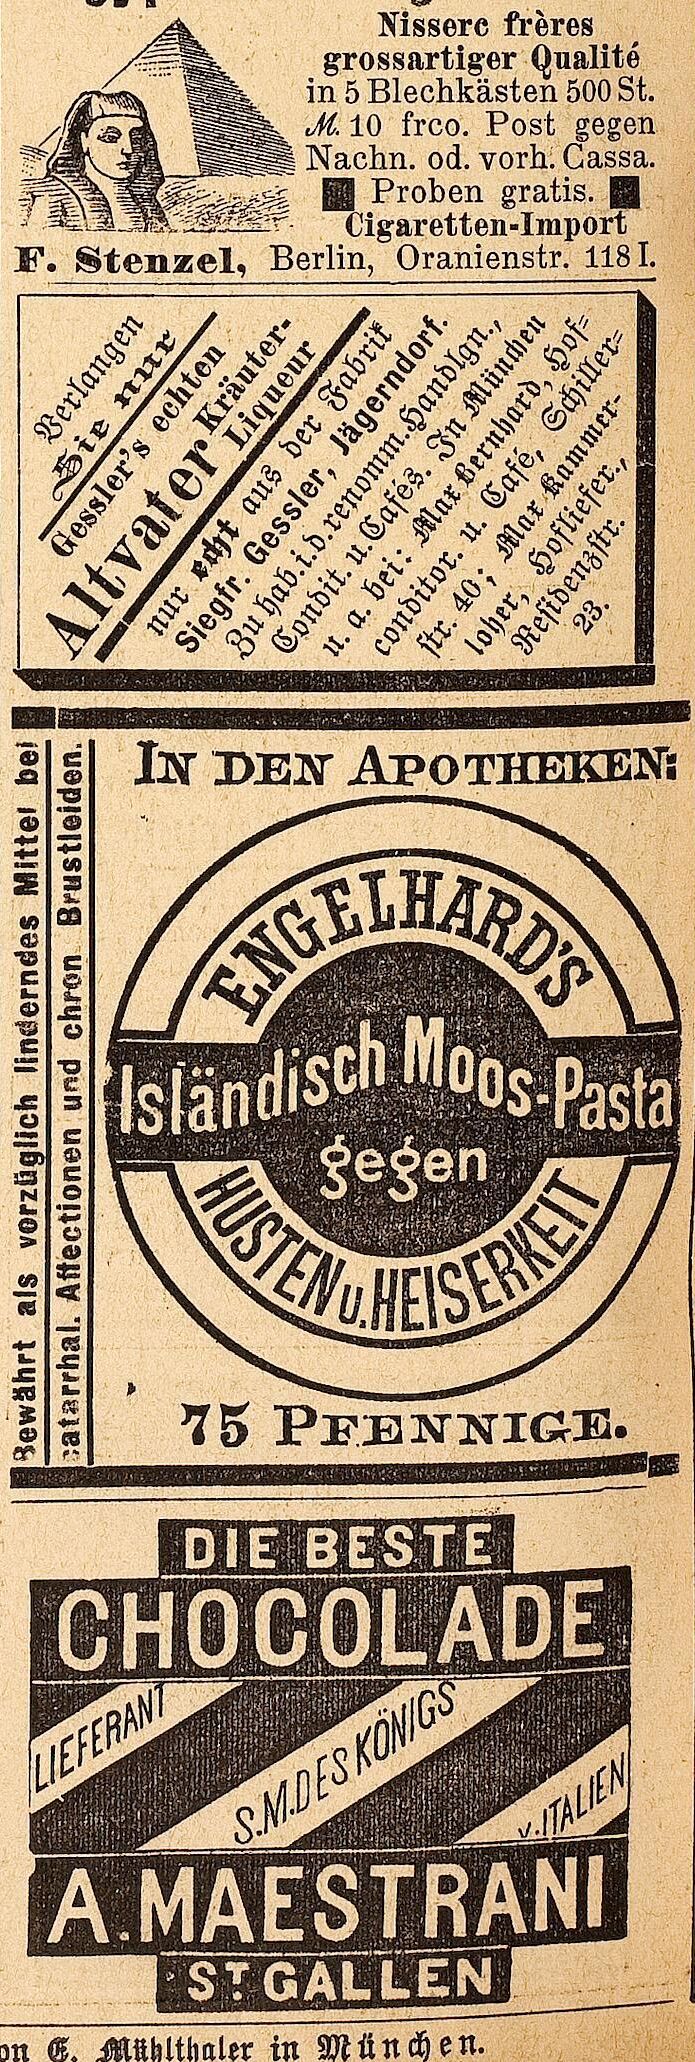 Nisserc frères
grossartiger Qualité
in 5 Blechkästen 500 St.
M. 10 frco. Post gegen
Nachn. od. vorh. Cassa.
Proben gratis.
Cigaretten-Import
F. Stenzel, Berlin, Oranienstr. 118 I.
Verlangen
Sie nur
Gessler's echten
Altvater Kräuter-
Liqueur
nur echt aus der Fabrik
Siegfr. Gessler, Jägerndorf.
Zu hab. i. d. renomm. Handlgn.,
Condit. u. Cafés. In München
u. a. bei: Max Bernhard, Hof-
conditor. u. Café, Schiller-
str. 40; Max Kammer-
loher, Hofliefer.,
Residenzstr.
23.
Bewährt als vorzüglich linderndes Mittel bei
catarrhal. Affectionen und chron Brustleiden.
IN DEN APOTHEKEN:
ENGELHARD'S
Isländisch Moos-Pasta
gegen
HUSTEN u. HEISERKEIT
75 PFENNIGE.
DIE BESTE
CHOCOLADE
LIEFERANT
S.M.DES KÖNIGS
v. ITALIEN
A. MAESTRANI
ST GALLEN
on E. Mühlthaler in München.